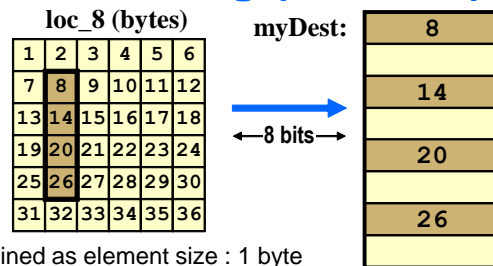 loc_8 (bytes)
myDest:
1 2 3 4 5 6
7 8 9 10 11 12
13 14 15 16 17 18
19 20 21 22 23 24
25 26 27 28 29 30
31 32 33 34 35 36
8 bits
8
14
20
26
ined as element size : 1 byte